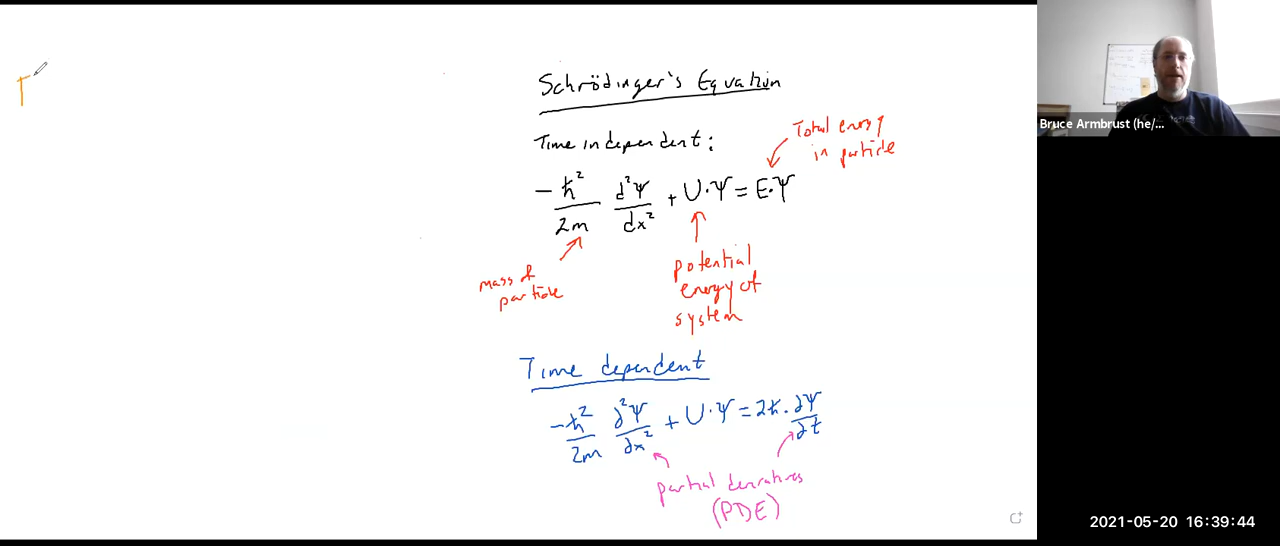 Schrödinger's Equation
Time independent:
Total energy
in particle
-ħ²/2m d²Ψ/dx² + U·Ψ = E·Ψ
mass of
particle
potential
energy of
system
Time dependent
-ħ²/2m ∂²Ψ/∂x² + U·Ψ = 2ħ·∂Ψ/∂t
partial derivatives
(PDE)
Bruce Armbrust (he/...
2021-05-20 16:39:44